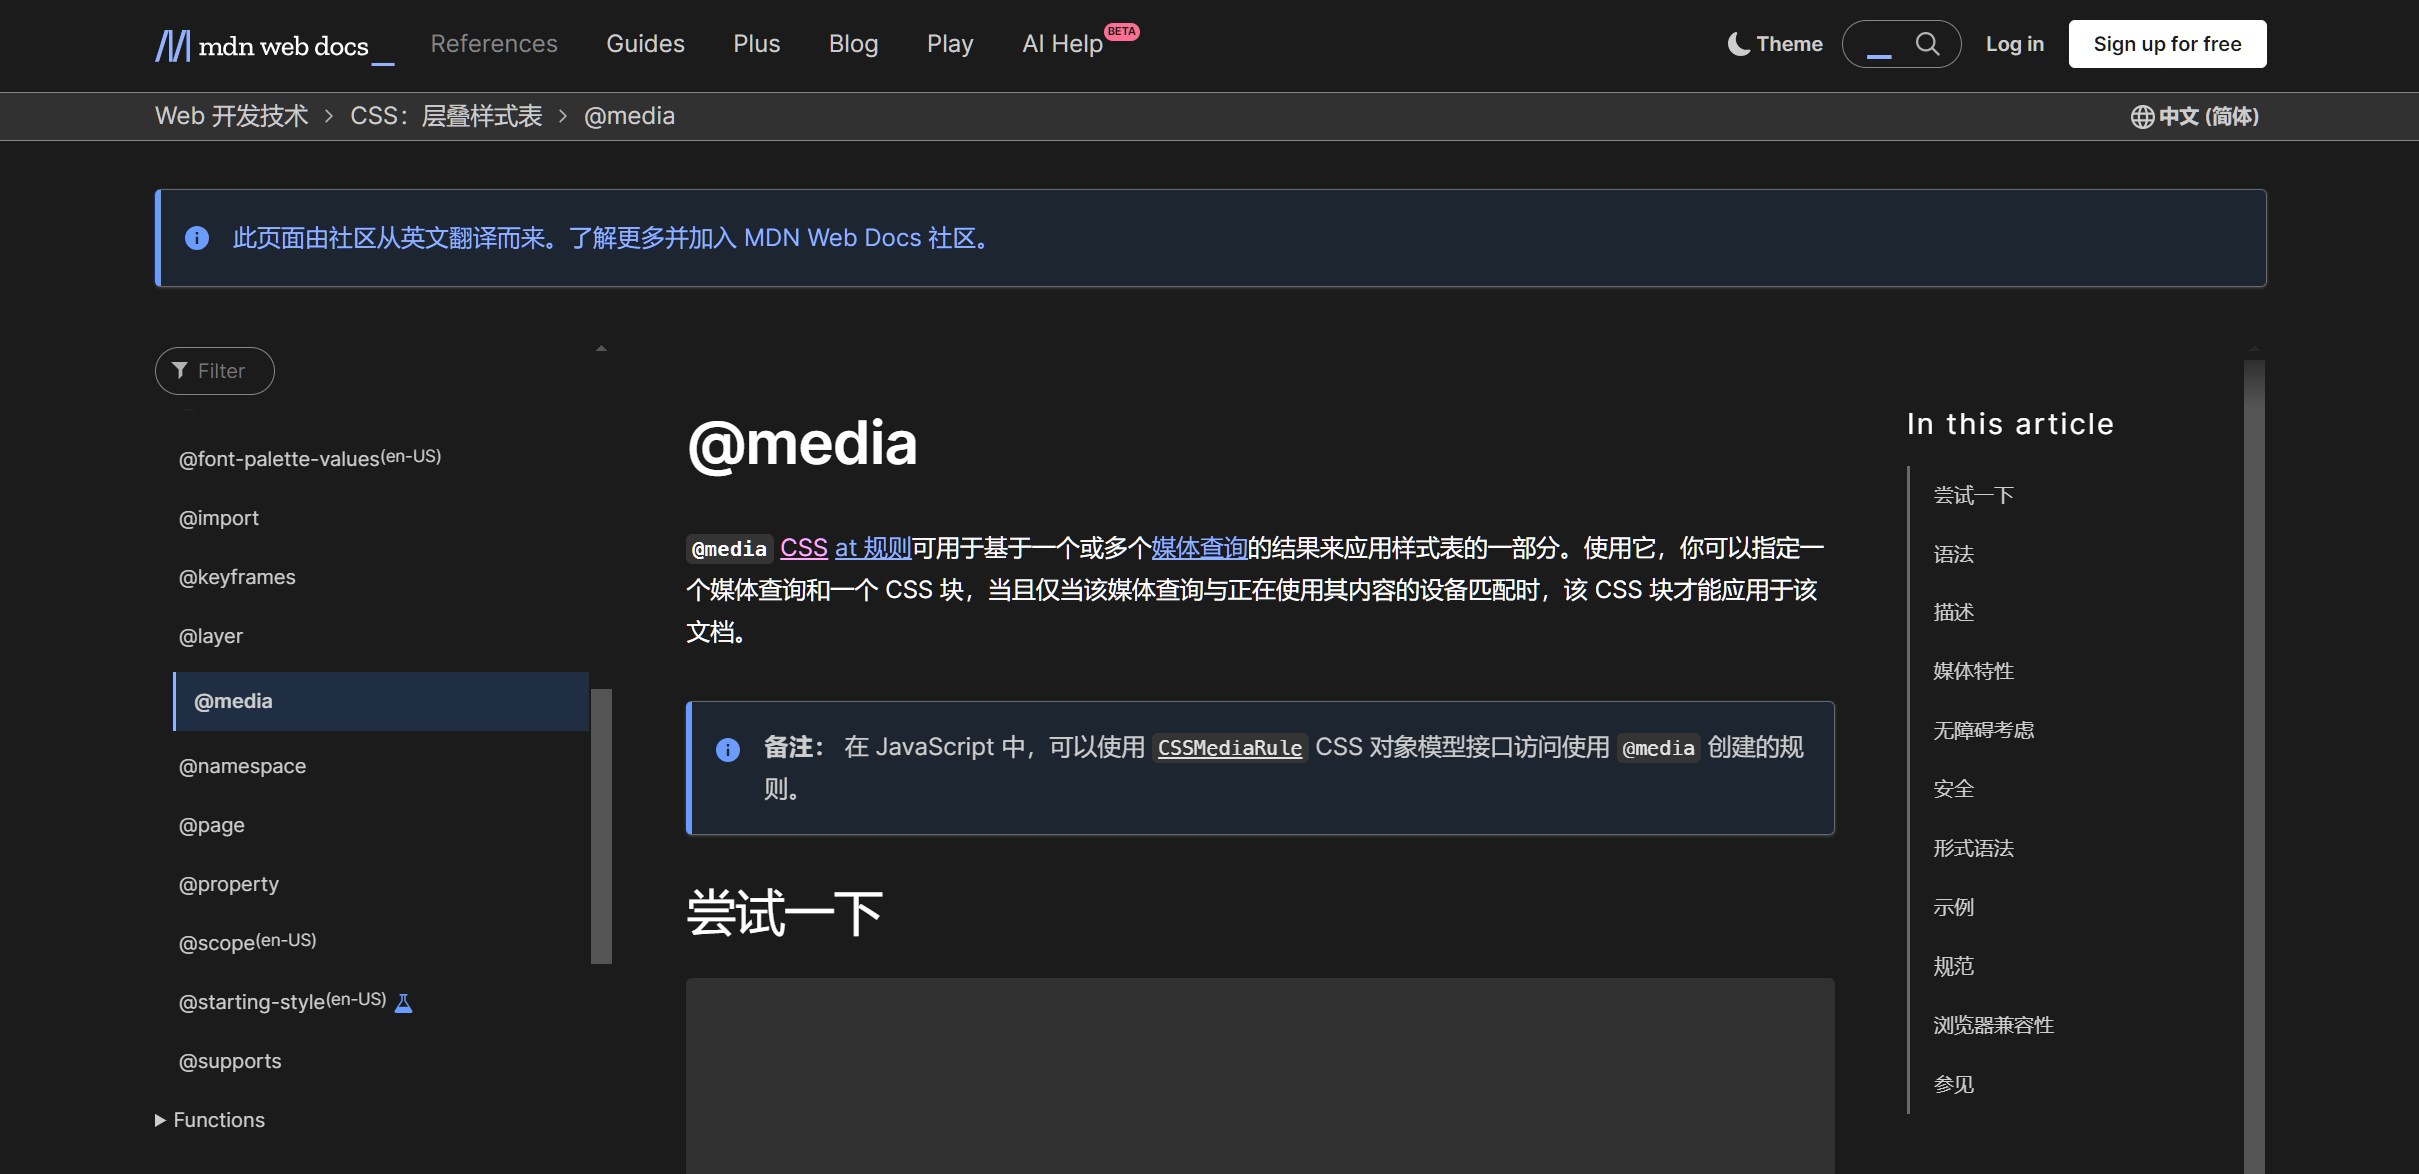 mdn web docs_
References
Guides
Plus
Blog
Play
AI Help BETA
Theme
Log in
Sign up for free
Web 开发技术 > CSS：层叠样式表 > @media
中文 (简体)
此页面由社区从英文翻译而来。了解更多并加入 MDN Web Docs 社区。
Filter
@font-palette-values(en-US)
@import
@keyframes
@layer
@media
@namespace
@page
@property
@scope(en-US)
@starting-style(en-US)
@supports
Functions
@media
@media CSS at 规则可用于基于一个或多个媒体查询的结果来应用样式表的一部分。使用它，你可以指定一
个媒体查询和一个 CSS 块，当且仅当该媒体查询与正在使用其内容的设备匹配时，该 CSS 块才能应用于该
文档。
备注： 在 JavaScript 中，可以使用 CSSMediaRule CSS 对象模型接口访问使用 @media 创建的规
则。
尝试一下
In this article
尝试一下
语法
描述
媒体特性
无障碍考虑
安全
形式语法
示例
规范
浏览器兼容性
参见